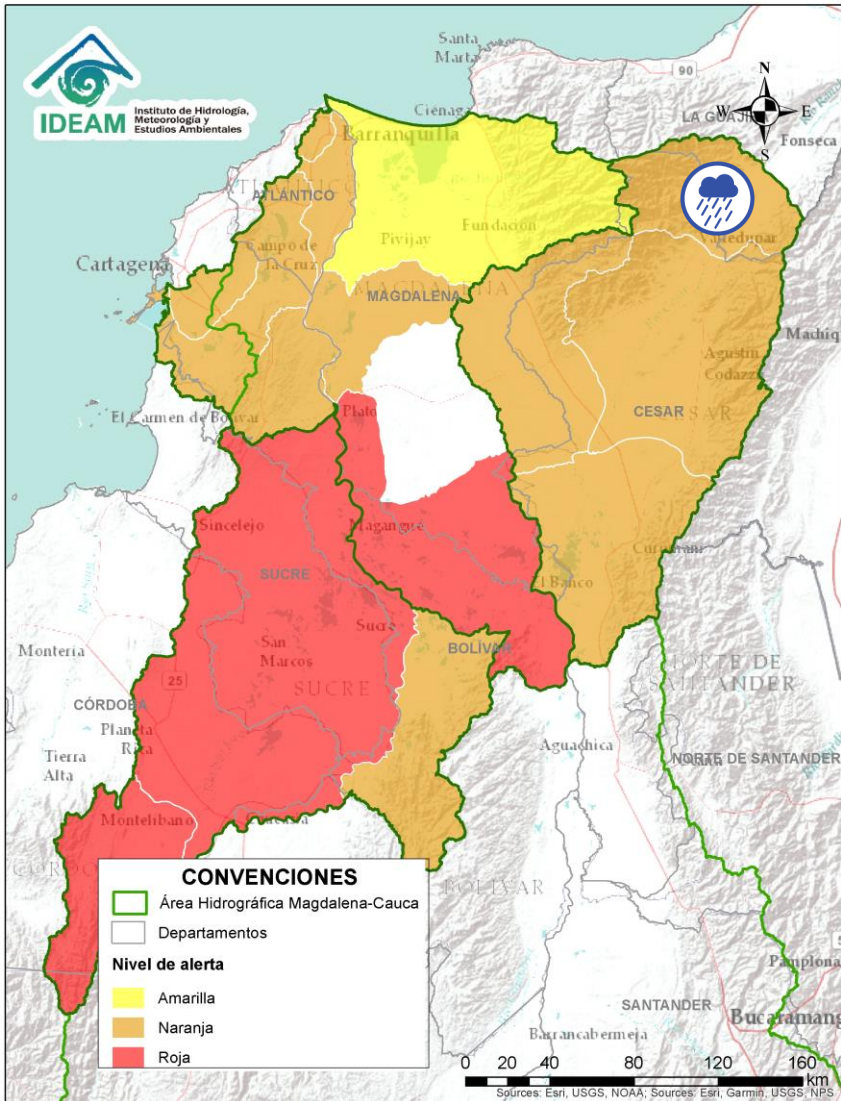 IDEAM
Instituto de Hidrología,
Meteorología y
Estudios Ambientales
Santa
Marta
90
N
W
E
S
LA GUAJI
Ciénaga
Fonseca
Barranquilla
ATLÁNTICO
Fundación
Valledupar
Pivijay
Campo de
la Cruz
Cartagena
MAGDALENA
Machiq
Agustín
Codazzi
El Carmen de Bolívar
Plato
CESAR
Sincelejo
Magangue
SUCRE
El Banco
Sucre
Montería
San
Marcos
BOLÍVAR
SUCRE
25
NORTE DE
SANTANDER
CÓRDOBA
Planeta
Rica
Tierra
Alta
Aguachica
NORTE DE SANTANDER
Montelíbano
BOLÍVAR
CONVENCIONES
Área Hidrográfica Magdalena-Cauca
Departamentos
Nivel de alerta
Amarilla
Naranja
Roja
Pamplona
SANTANDER
Bucaramang
Barrancabermeja
0 20 40 80 120 160
km
Sources: Esri, USGS, NOAA; Sources: Esri, Garmin, USGS, NPS